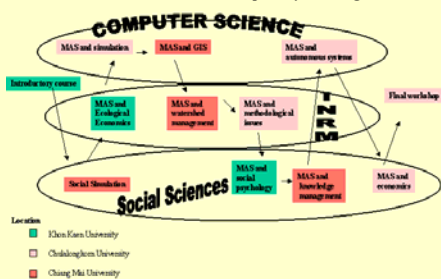 COMPUTER SCIENCE
MAS and simulation
MAS and GIS
MAS and
autonomous systems
Introductory course
MAS and
Ecological
Economics
MAS and
watershed
management
MAS and
methodological
issues
INRM
Final workshop
MAS and
social
psychology
MAS and
knowledge
management
MAS and
economics
Social Simulation
Social Sciences
Location
Khon Kaen University
Chulalongkorn University
Chiang Mai University